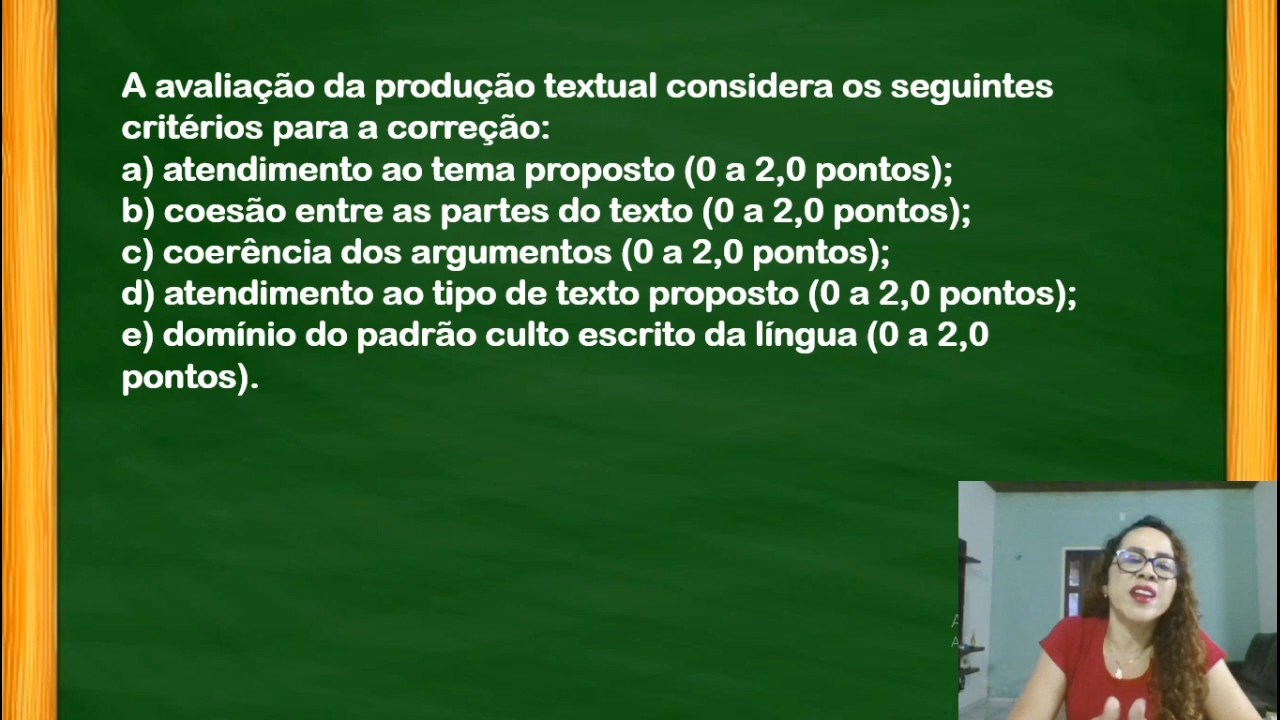 A avaliação da produção textual considera os seguintes
critérios para a correção:
a) atendimento ao tema proposto (0 a 2,0 pontos);
b) coesão entre as partes do texto (0 a 2,0 pontos);
c) coerência dos argumentos (0 a 2,0 pontos);
d) atendimento ao tipo de texto proposto (0 a 2,0 pontos);
e) domínio do padrão culto escrito da língua (0 a 2,0
pontos).